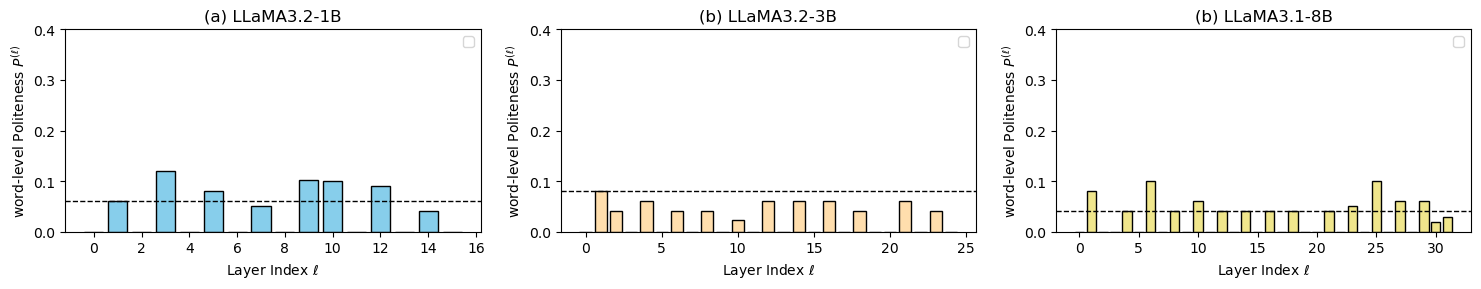 (a) LLaMA3.2-1B
word-level Politeness P^(ℓ)
0.4
0.3
0.2
0.1
0.0
0 2 4 6 8 10 12 14 16
Layer Index ℓ
(b) LLaMA3.2-3B
word-level Politeness P^(ℓ)
0.4
0.3
0.2
0.1
0.0
0 5 10 15 20 25
Layer Index ℓ
(b) LLaMA3.1-8B
word-level Politeness P^(ℓ)
0.4
0.3
0.2
0.1
0.0
0 5 10 15 20 25 30
Layer Index ℓ